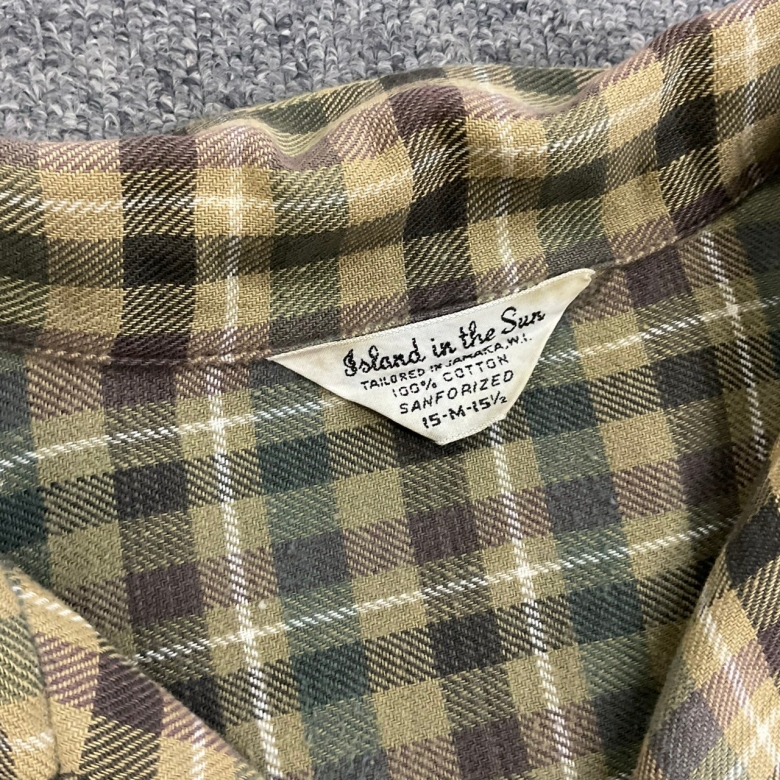 Island in the Sun
TAILORED IN JAMAICA, W.I.
100% COTTON
SANFORIZED
15-M-15½